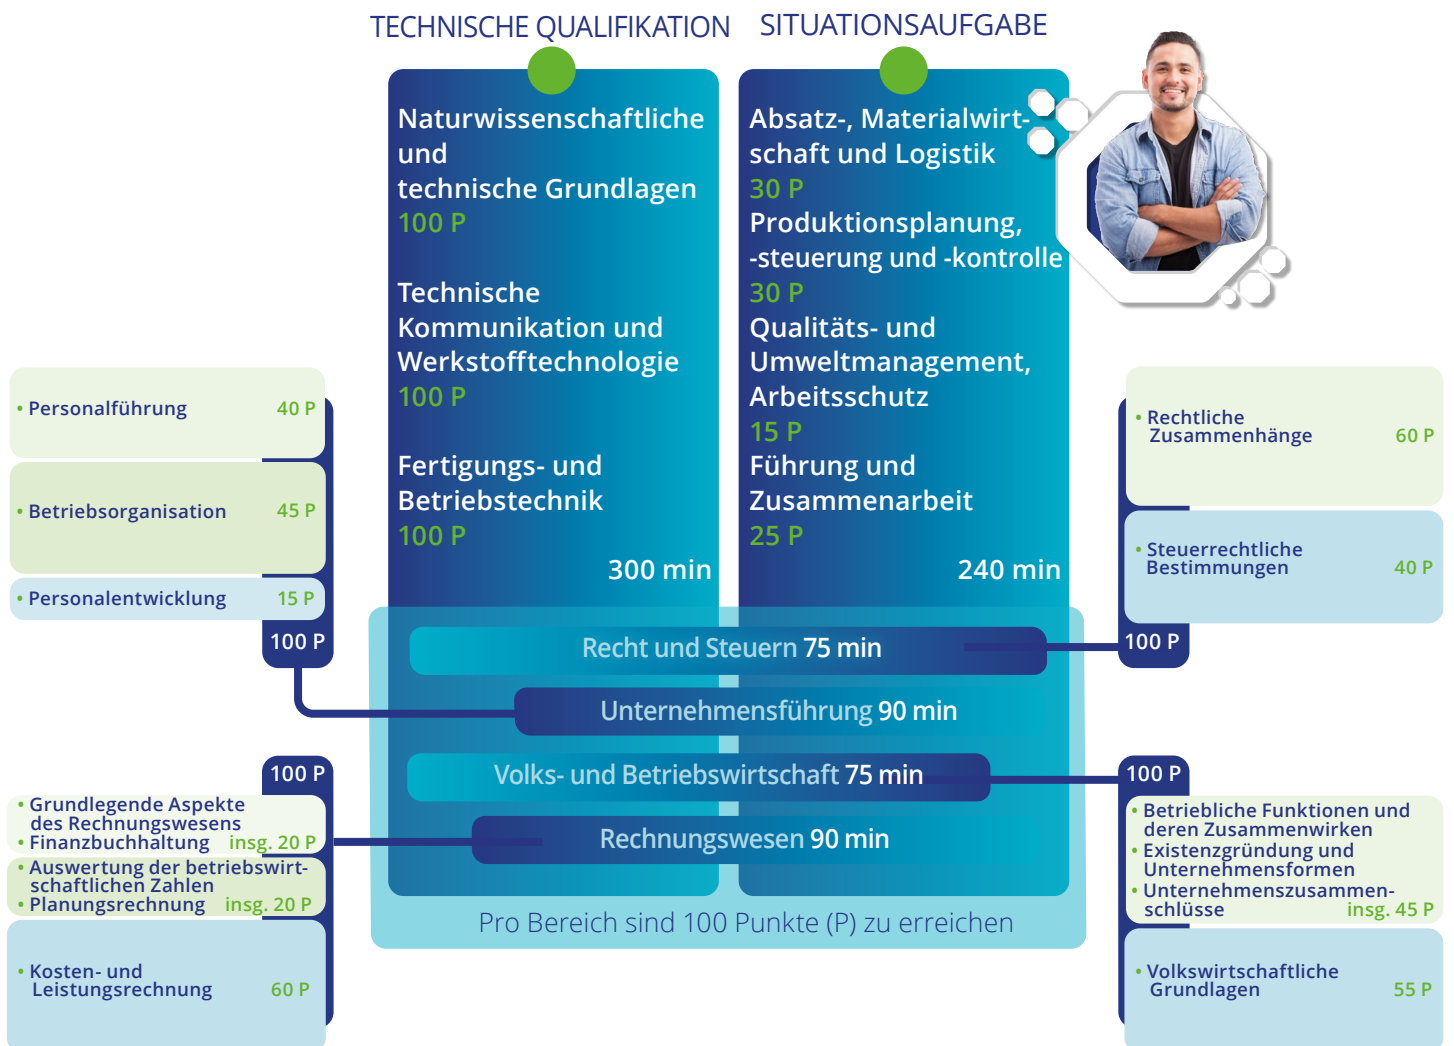 TECHNISCHE QUALIFIKATION
SITUATIONSAUFGABE
Naturwissenschaftliche
und
technische Grundlagen
100 P
Technische
Kommunikation und
Werkstofftechnologie
100 P
Fertigungs- und
Betriebstechnik
100 P
300 min
Absatz-, Materialwirt-
schaft und Logistik
30 P
Produktionsplanung,
-steuerung und -kontrolle
30 P
Qualitäts- und
Umweltmanagement,
Arbeitsschutz
15 P
Führung und
Zusammenarbeit
25 P
240 min
• Personalführung 40 P
• Betriebsorganisation 45 P
• Personalentwicklung 15 P
100 P
• Rechtliche
Zusammenhänge 60 P
• Steuerrechtliche
Bestimmungen 40 P
100 P
Recht und Steuern 75 min
Unternehmensführung 90 min
Volks- und Betriebswirtschaft 75 min
Rechnungswesen 90 min
Pro Bereich sind 100 Punkte (P) zu erreichen
100 P
• Grundlegende Aspekte
des Rechnungswesens
• Finanzbuchhaltung insg. 20 P
• Auswertung der betriebswirt-
schaftlichen Zahlen
• Planungsrechnung insg. 20 P
• Kosten- und
Leistungsrechnung 60 P
100 P
• Betriebliche Funktionen und
deren Zusammenwirken
• Existenzgründung und
Unternehmensformen
• Unternehmenszusammen-
schlüsse insg. 45 P
• Volkswirtschaftliche
Grundlagen 55 P